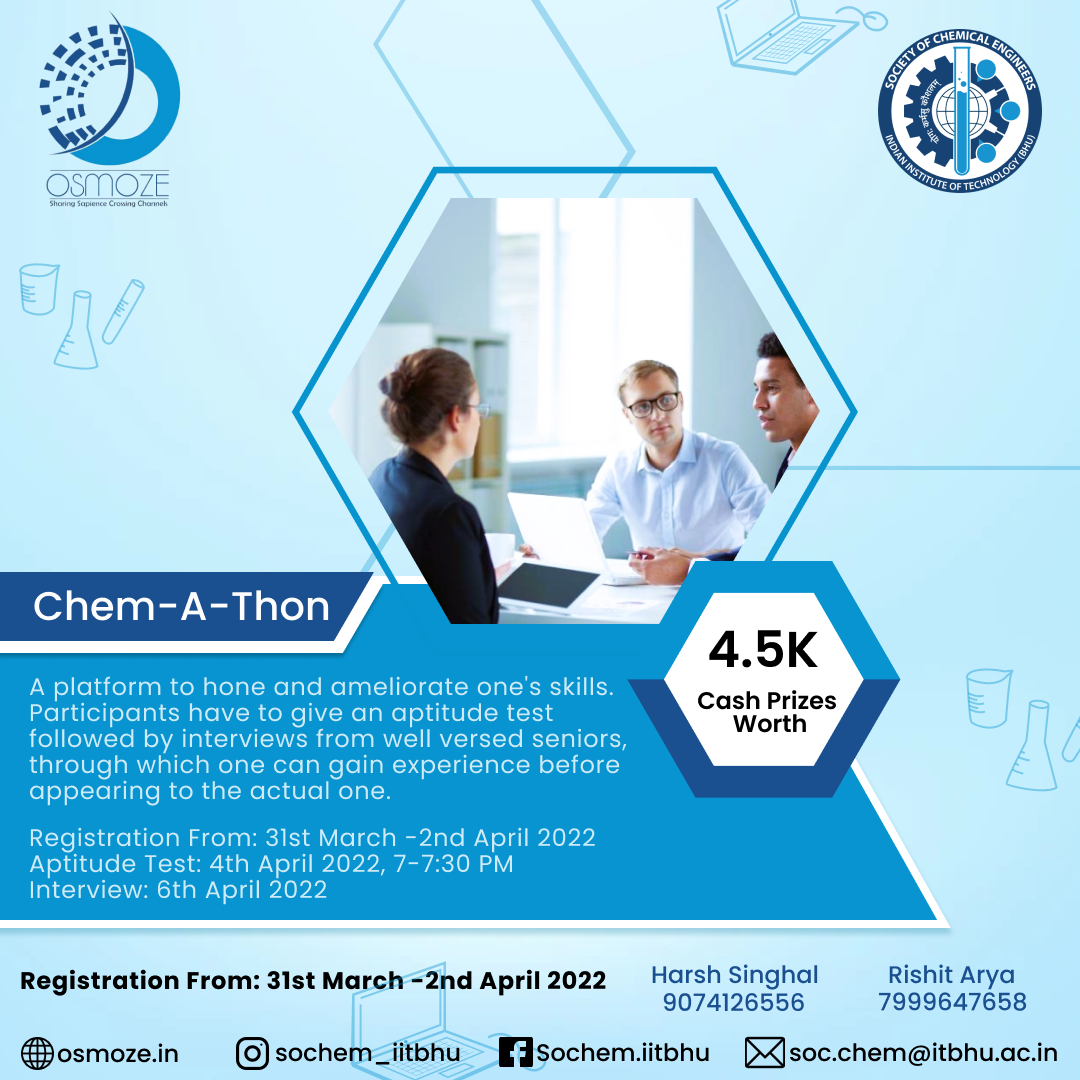 OSMOZE
Sharing Sapience Crossing Channels
SOCIETY OF CHEMICAL ENGINEERS
योगः कर्मसु कौशलम्
INDIAN INSTITUTE OF TECHNOLOGY (BHU)
Chem-A-Thon
4.5K
Cash Prizes
Worth
A platform to hone and ameliorate one's skills.
Participants have to give an aptitude test
followed by interviews from well versed seniors,
through which one can gain experience before
appearing to the actual one.
Registration From: 31st March -2nd April 2022
Aptitude Test: 4th April 2022, 7-7:30 PM
Interview: 6th April 2022
Registration From: 31st March -2nd April 2022
Harsh Singhal
9074126556
Rishit Arya
7999647658
osmoze.in
sochem_iitbhu
Sochem.iitbhu
soc.chem@itbhu.ac.in